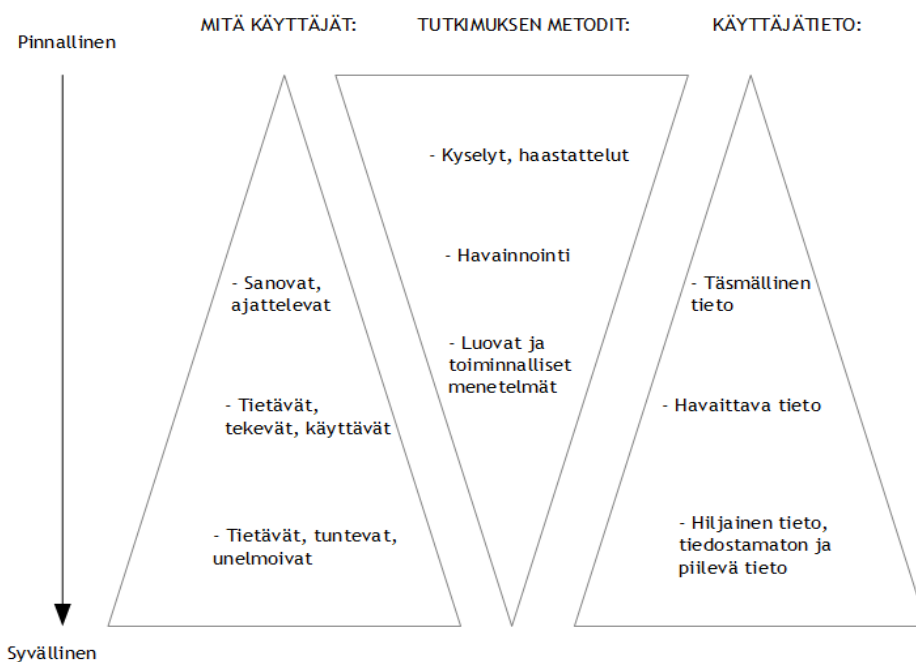 Pinnallinen
MITÄ KÄYTTÄJÄT:
TUTKIMUKSEN METODIT:
KÄYTTÄJÄTIETO:
- Sanovat,
ajattelevat
- Tietävät,
tekevät, käyttävät
- Tietävät, tuntevat,
unelmoivat
- Kyselyt, haastattelut
- Havainnointi
- Luovat ja
toiminnalliset
menetelmät
- Täsmällinen
tieto
- Havaittava tieto
- Hiljainen tieto,
tiedostamaton ja
piilevä tieto
Syvällinen